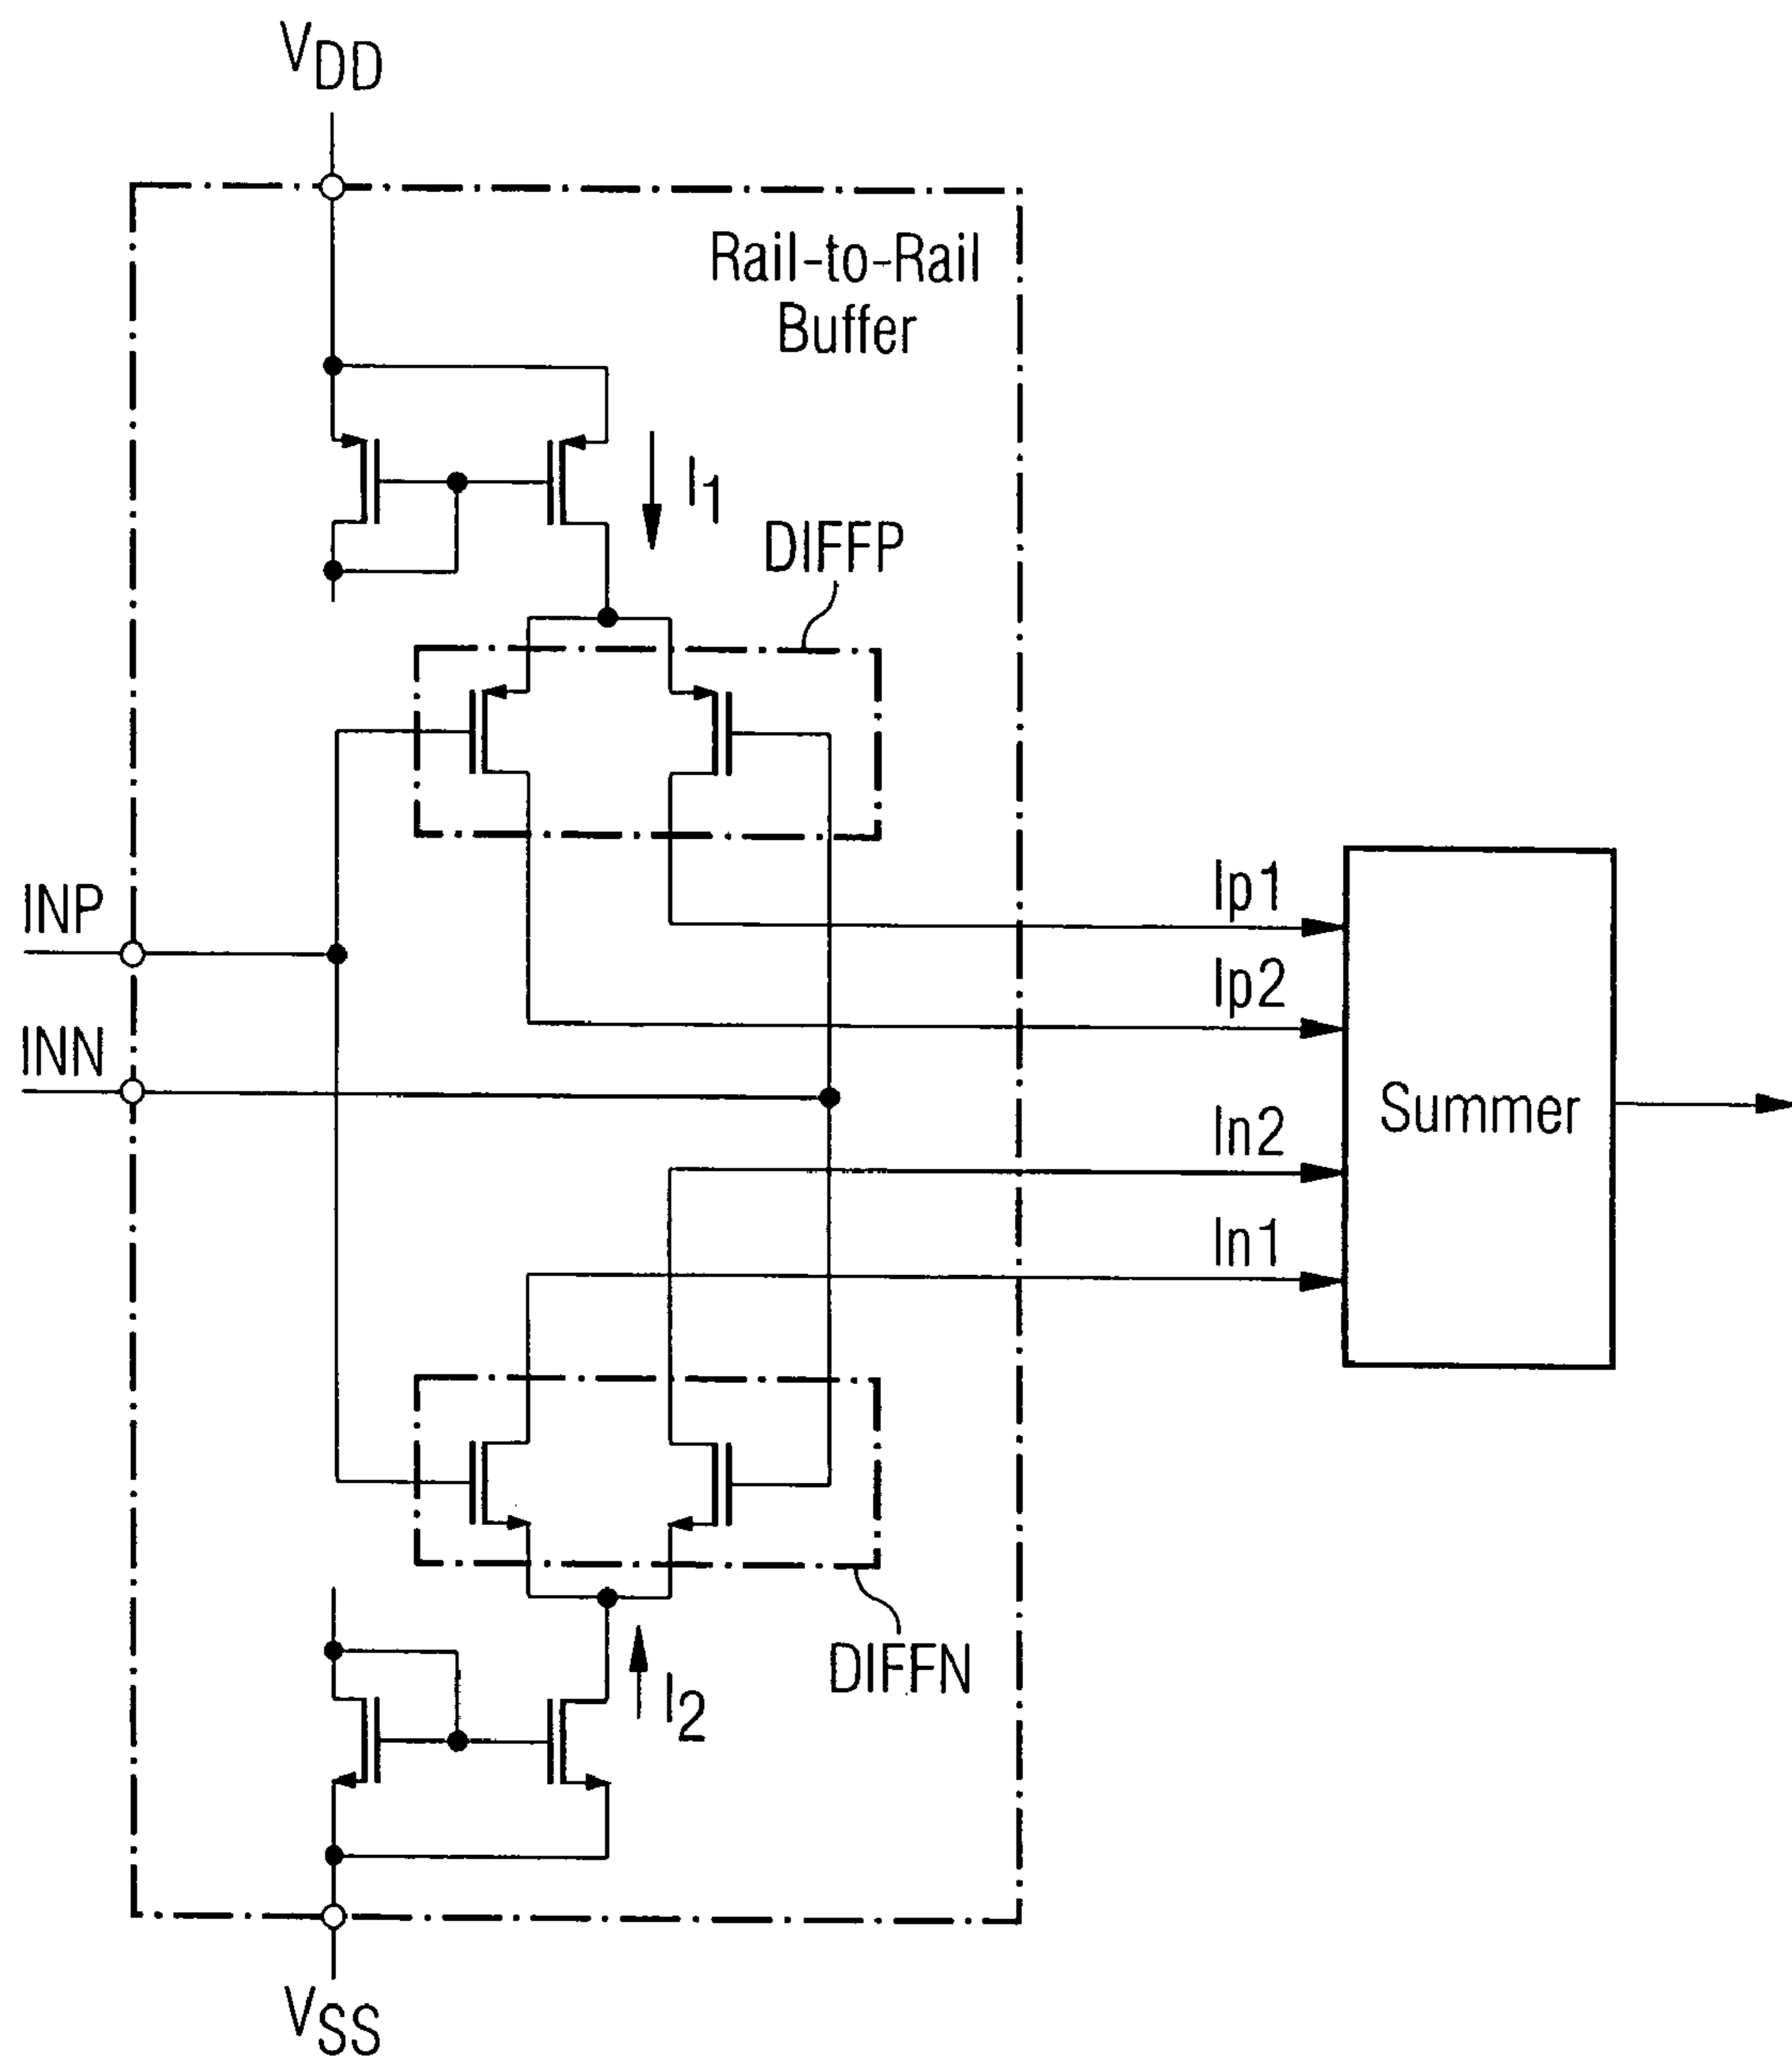 VDD
Rail-to-Rail
Buffer
I1
DIFFP
INP
Ip1
Ip2
INN
Summer
In2
In1
DIFFN
I2
VSS